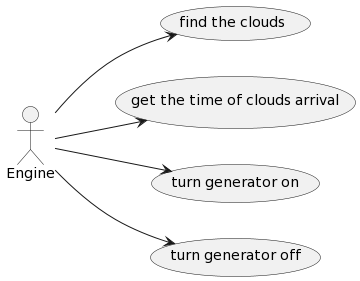 find the clouds
get the time of clouds arrival
Engine
turn generator on
turn generator off